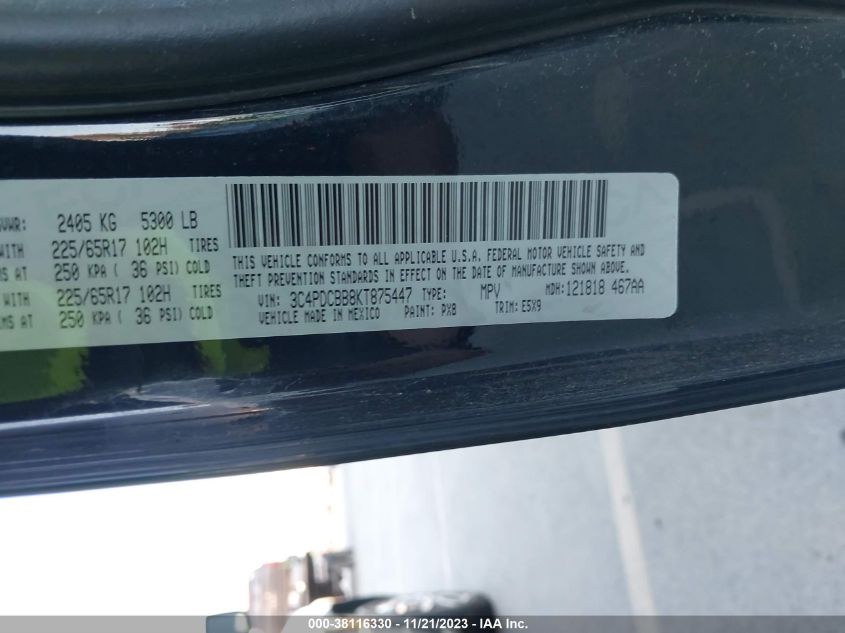 GVWR: 2405 KG 5300 LB
WITH 225/65R17 102H TIRES
MS AT 250 KPA ( 36 PSI) COLD
WITH 225/65R17 102H TIRES
IMS AT 250 KPA ( 36 PSI) COLD
THIS VEHICLE CONFORMS TO ALL APPLICABLE U.S.A. FEDERAL MOTOR VEHICLE SAFETY AND
THEFT PREVENTION STANDARDS IN EFFECT ON THE DATE OF MANUFACTURE SHOWN ABOVE.
VIN: 3C4PDCBB8KT875447 TYPE: MPV MDH:121818 467AA
VEHICLE MADE IN MEXICO PAINT: PX8 TRIM: E5X9
000-38116330 - 11/21/2023 - IAA Inc.